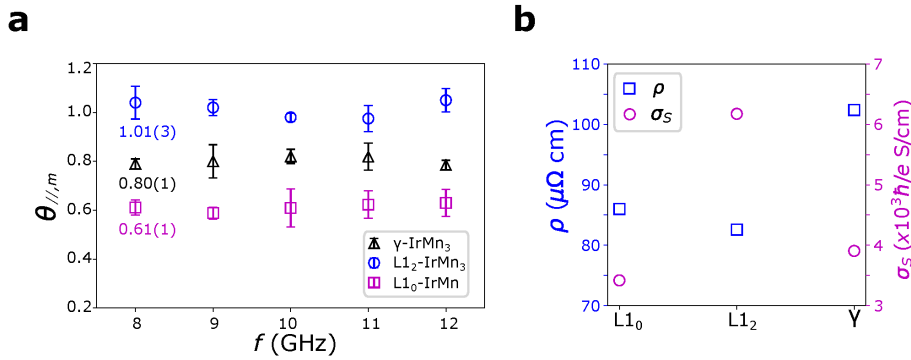 a
θ//,m
1.2
1.0
0.8
0.6
0.4
0.2
1.01(3)
0.80(1)
0.61(1)
γ-IrMn₃
L1₂-IrMn₃
L1₀-IrMn
8 9 10 11 12
f (GHz)
b
ρ (μΩ cm)
110
100
90
80
70
ρ
σS
7
6
5
4
3
σS (x10³ħ/e S/cm)
L1₀ L1₂ γ